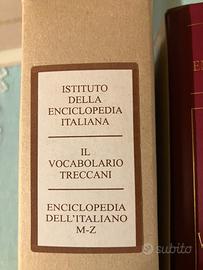 ISTITUTO
DELLA
ENCICLOPEDIA
ITALIANA
IL
VOCABOLARIO
TRECCANI
ENCICLOPEDIA
DELL'ITALIANO
M-Z
subito